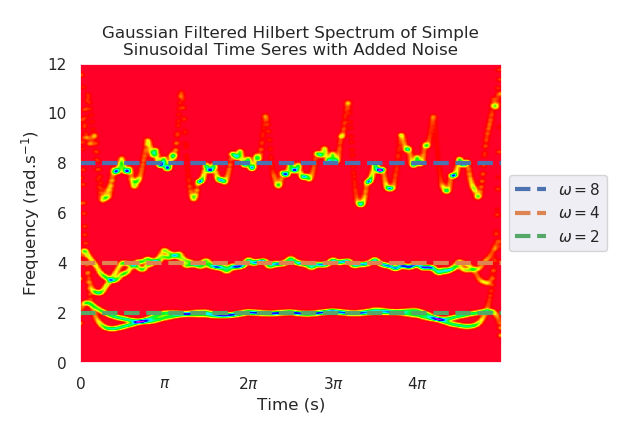 Gaussian Filtered Hilbert Spectrum of Simple
Sinusoidal Time Seres with Added Noise
12
10
8
6
4
2
0
Frequency (rad.s⁻¹)
0
π
2π
3π
4π
Time (s)
ω = 8
ω = 4
ω = 2